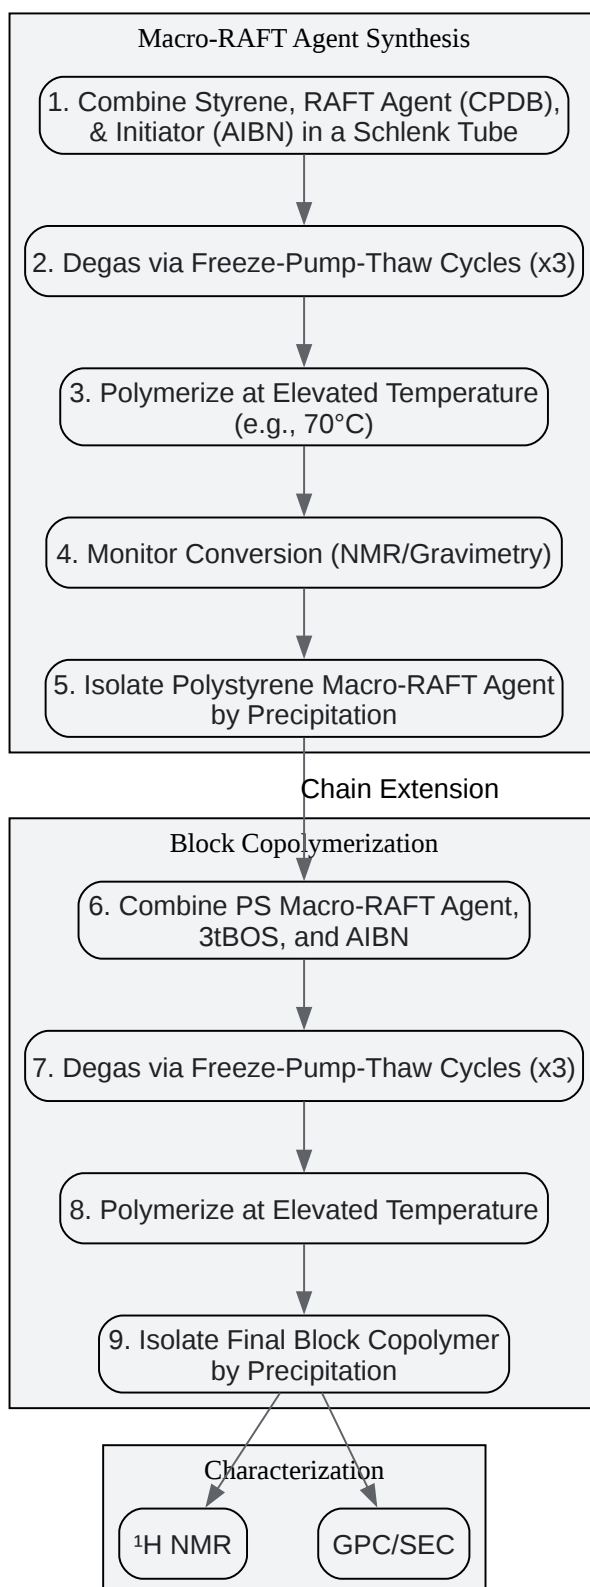 Macro-RAFT Agent Synthesis
1. Combine Styrene, RAFT Agent (CPDB),
& Initiator (AIBN) in a Schlenk Tube
2. Degas via Freeze-Pump-Thaw Cycles (x3)
3. Polymerize at Elevated Temperature
(e.g., 70°C)
4. Monitor Conversion (NMR/Gravimetry)
5. Isolate Polystyrene Macro-RAFT Agent
by Precipitation
Chain Extension
Block Copolymerization
6. Combine PS Macro-RAFT Agent,
3tBOS, and AIBN
7. Degas via Freeze-Pump-Thaw Cycles (x3)
8. Polymerize at Elevated Temperature
9. Isolate Final Block Copolymer
by Precipitation
Characterization
¹H NMR
GPC/SEC